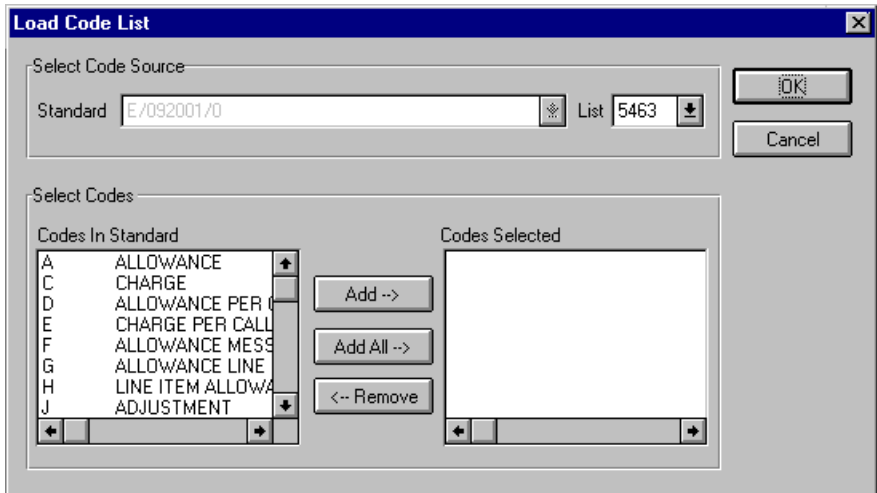 Load Code List
Select Code Source
Standard E/092001/0 List 5463
OK
Cancel
Select Codes
Codes In Standard
A ALLOWANCE
C CHARGE
D ALLOWANCE PER
E CHARGE PER CALL
F ALLOWANCE MESS
G ALLOWANCE LINE
H LINE ITEM ALLOWA
J ADJUSTMENT
Add -->
Add All -->
<-- Remove
Codes Selected